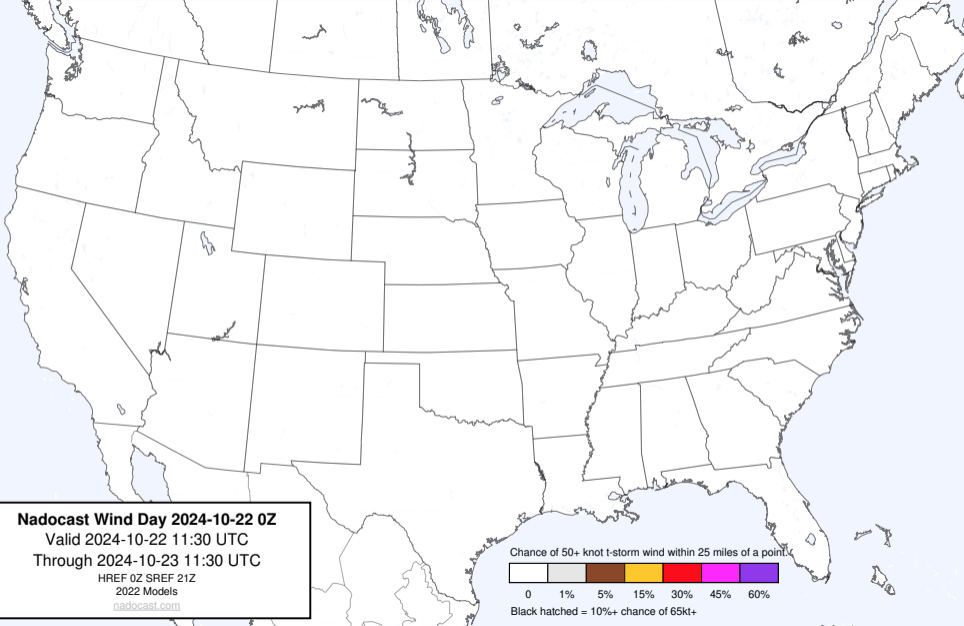 Nadocast Wind Day 2024-10-22 0Z
Valid 2024-10-22 11:30 UTC
Through 2024-10-23 11:30 UTC
HREF 0Z SREF 21Z
2022 Models
nadocast.com
Chance of 50+ knot t-storm wind within 25 miles of a point.
0 1% 5% 15% 30% 45% 60%
Black hatched = 10%+ chance of 65kt+